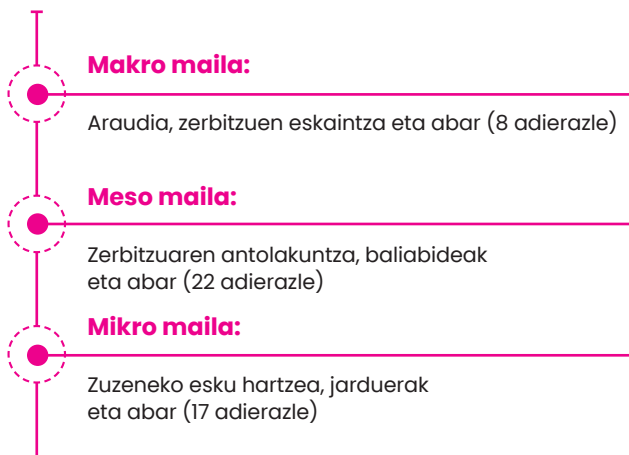 Makro maila:
Araudia, zerbitzuen eskaintza eta abar (8 adierazle)
Meso maila:
Zerbitzuaren antolakuntza, baliabideak
eta abar (22 adierazle)
Mikro maila:
Zuzeneko esku hartzea, jarduerak
eta abar (17 adierazle)